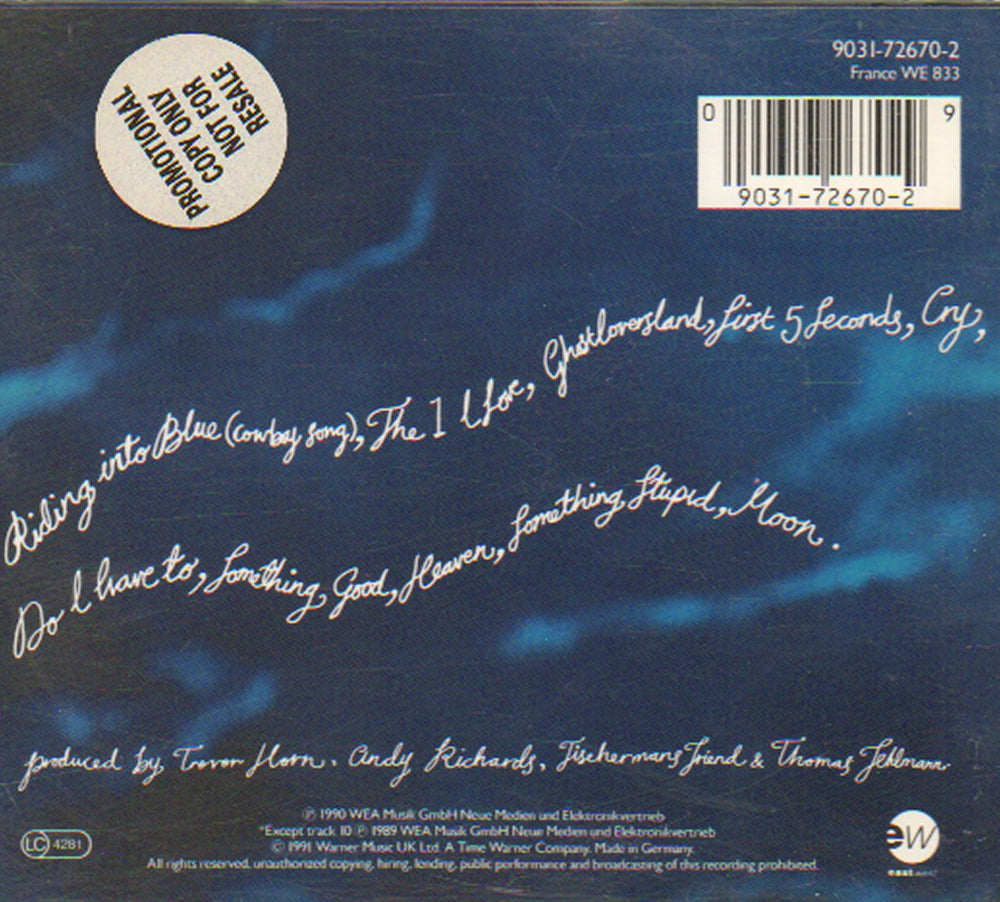 PROMOTIONAL
COPY ONLY
NOT FOR
RESALE
9031-72670-2
France WE 833
0 9
9031-72670-2
Riding into Blue (cowboy song), The I I for, Ghostloversland, first 5 Seconds, Cry,
Do I have to, Something, Good, Heaven, Something Stupid, Moon.
produced by Trevor Horn. Andy Richards, Fischermans Friend & Thomas Fehlmann
LC 4281
℗ 1990 WEA Musik GmbH Neue Medien und Elektronikvertrieb
*Except track 10 ℗ 1989 WEA Musik GmbH Neue Medien und Elektronikvertrieb
© 1991 Warner Music UK Ltd. A Time Warner Company. Made in Germany.
All rights reserved, unauthorized copying, hiring, lending, public performance and broadcasting of this recording prohibited.
eW
east west